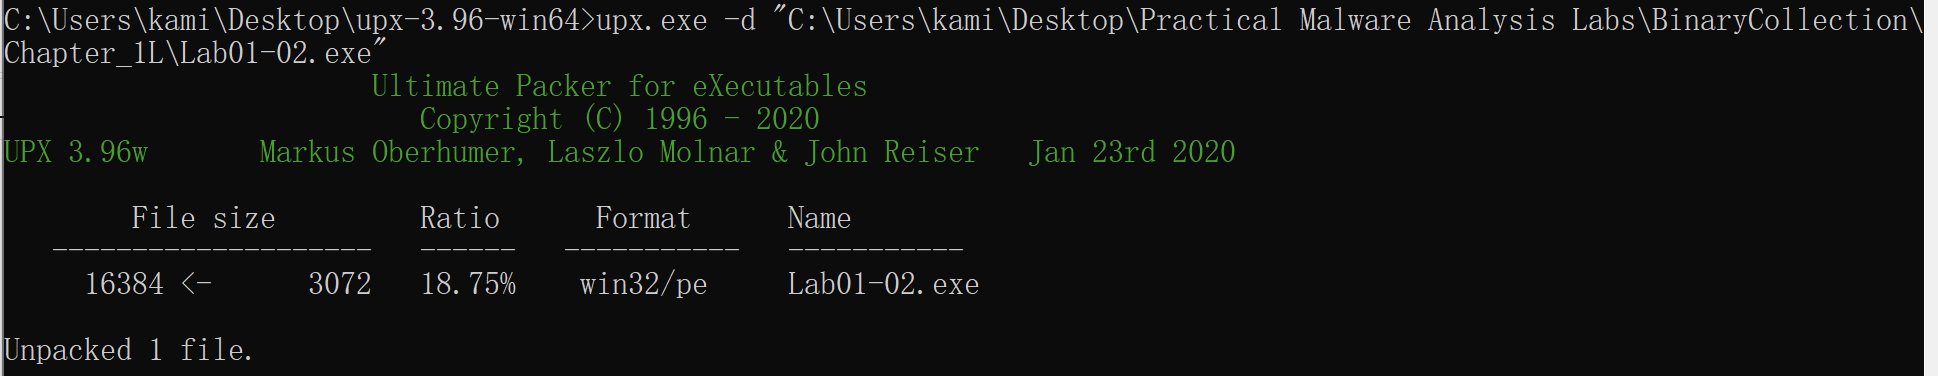 C:\Users\kami\Desktop\upx-3.96-win64>upx.exe -d "C:\Users\kami\Desktop\Practical Malware Analysis Labs\BinaryCollection\
Chapter_1L\Lab01-02.exe"
Ultimate Packer for eXecutables
Copyright (C) 1996 - 2020
UPX 3.96w       Markus Oberhumer, Laszlo Molnar & John Reiser   Jan 23rd 2020
File size         Ratio      Format      Name
--------------------   ------   -----------   -----------
16384 <-      3072   18.75%    win32/pe     Lab01-02.exe
Unpacked 1 file.